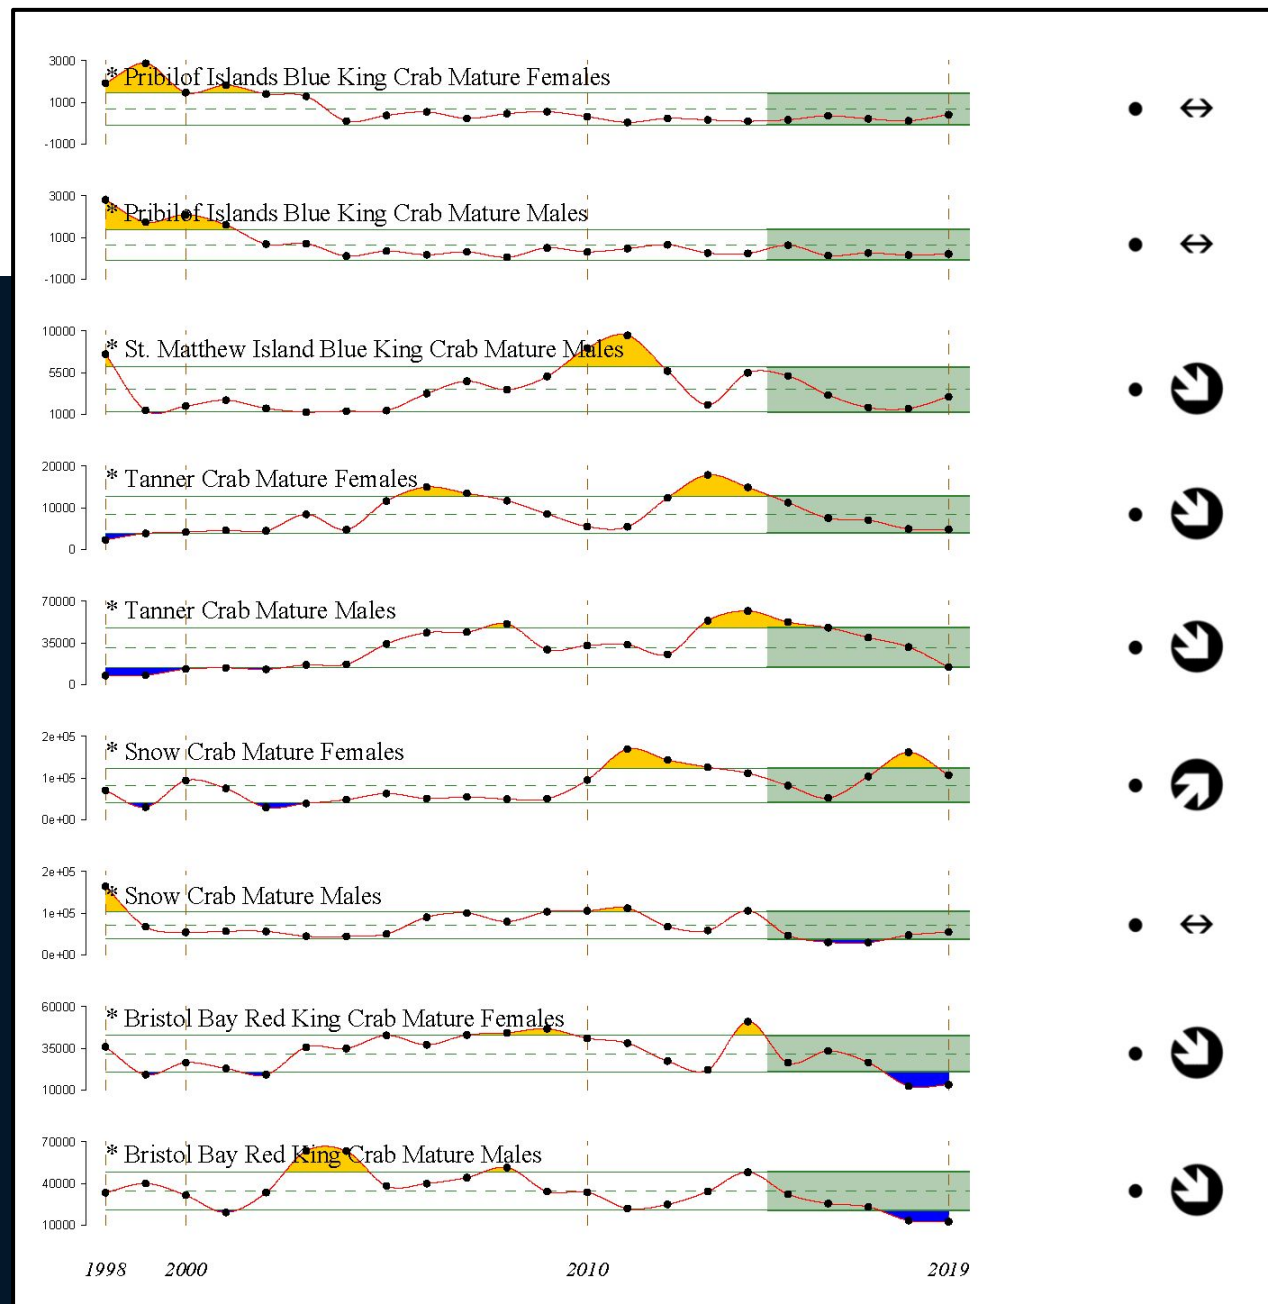 3000
* Pribilof Islands Blue King Crab Mature Females
1000
-1000
3000
* Pribilof Islands Blue King Crab Mature Males
1000
-1000
10000
* St. Matthew Island Blue King Crab Mature Males
5500
1000
20000
* Tanner Crab Mature Females
10000
0
70000
* Tanner Crab Mature Males
35000
0
2e+05
* Snow Crab Mature Females
1e+05
0e+00
2e+05
* Snow Crab Mature Males
1e+05
0e+00
60000
* Bristol Bay Red King Crab Mature Females
35000
10000
70000
* Bristol Bay Red King Crab Mature Males
40000
10000
1998 2000 2010 2019